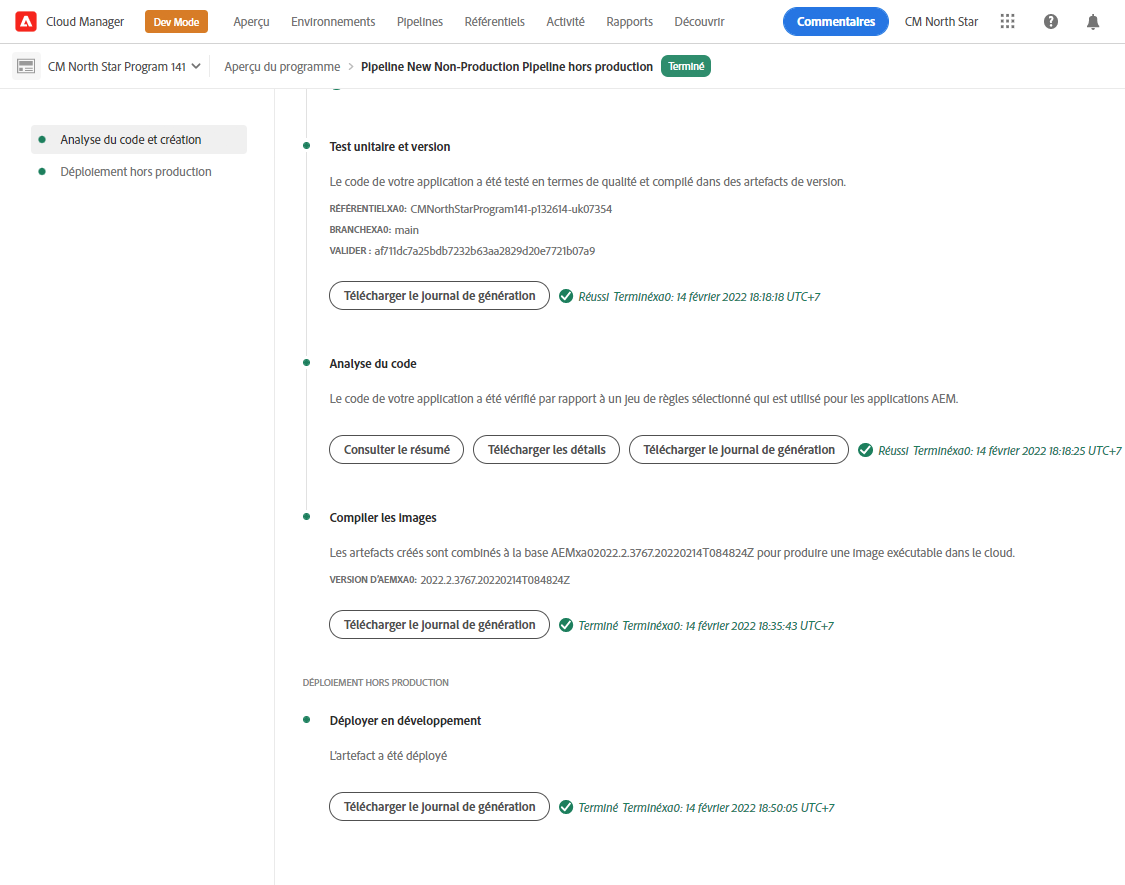 Cloud Manager Dev Mode Aperçu Environnements Pipelines Référentiels Activité Rapports Découvrir Commentaires CM North Star
CM North Star Program 141 Aperçu du programme > Pipeline New Non-Production Pipeline hors production Terminé
Analyse du code et création
Déploiement hors production
Test unitaire et version
Le code de votre application a été testé en termes de qualité et compilé dans des artefacts de version.
RÉFÉRENTIELXA0: CMNorthStarProgram141-p132614-uk07354
BRANCHEXA0: main
VALIDER : af711dc7a25bdb7232b63aa2829d20e7721b07a9
Télécharger le journal de génération Réussi Terminéxa0: 14 février 2022 18:18:18 UTC+7
Analyse du code
Le code de votre application a été vérifié par rapport à un jeu de règles sélectionné qui est utilisé pour les applications AEM.
Consulter le résumé Télécharger les détails Télécharger le journal de génération Réussi Terminéxa0: 14 février 2022 18:18:25 UTC+7
Compiler les images
Les artefacts créés sont combinés à la base AEMxa02022.2.3767.20220214T084824Z pour produire une image exécutable dans le cloud.
VERSION D'AEMXA0: 2022.2.3767.20220214T084824Z
Télécharger le journal de génération Terminé Terminéxa0: 14 février 2022 18:35:43 UTC+7
DÉPLOIEMENT HORS PRODUCTION
Déployer en développement
L'artefact a été déployé
Télécharger le journal de génération Terminé Terminéxa0: 14 février 2022 18:50:05 UTC+7